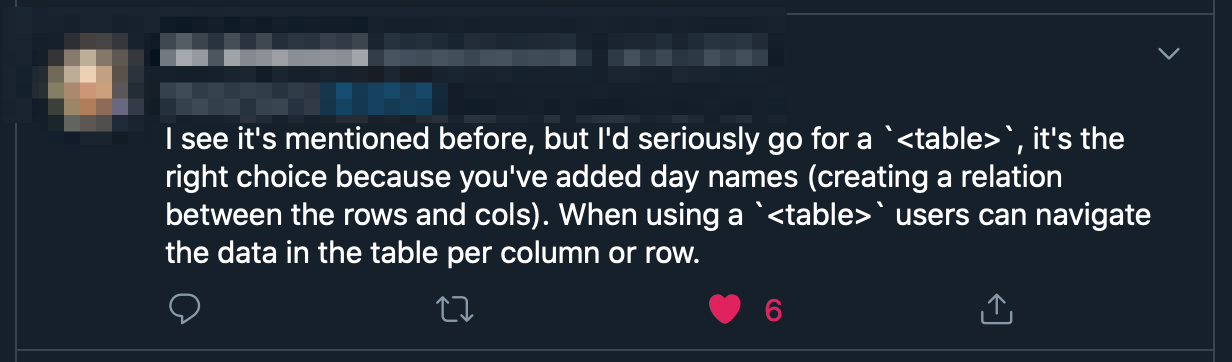 I see it's mentioned before, but I'd seriously go for a `<table>`, it's the
right choice because you've added day names (creating a relation
between the rows and cols). When using a `<table>` users can navigate
the data in the table per column or row.
6